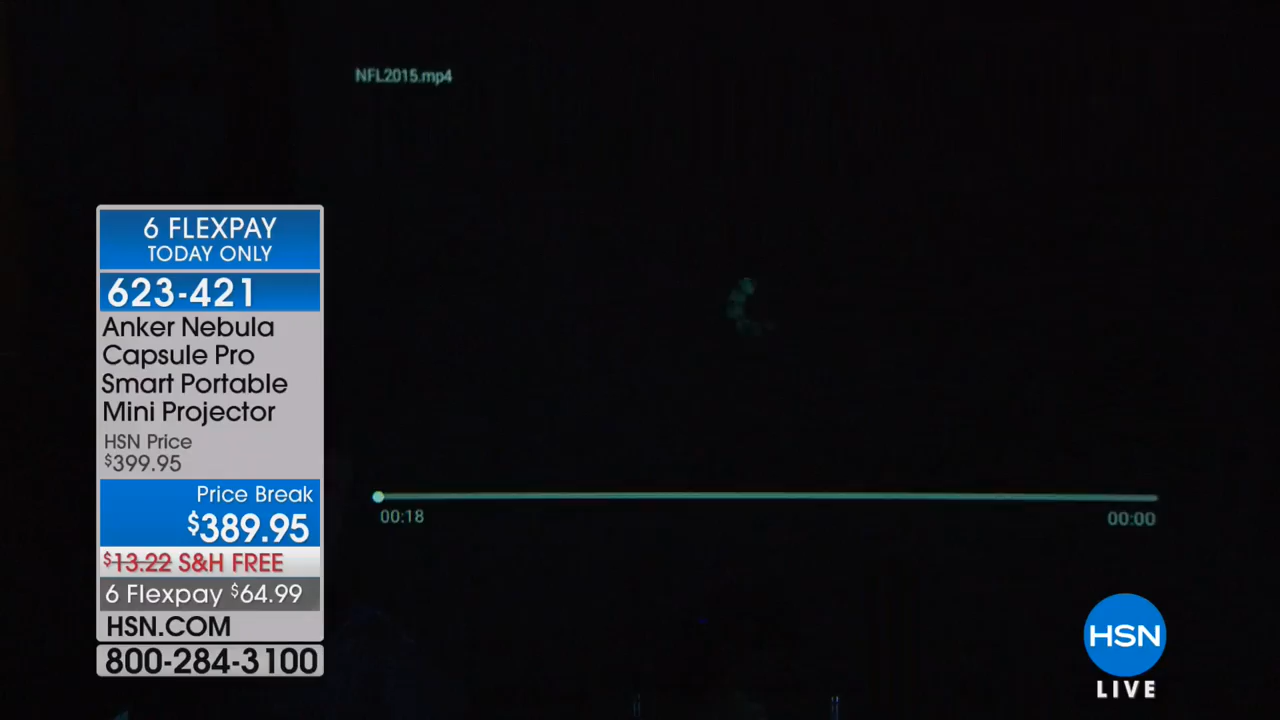 NFL2015.mp4
6 FLEXPAY
TODAY ONLY
623-421
Anker Nebula
Capsule Pro
Smart Portable
Mini Projector
HSN Price
$399.95
Price Break
$389.95
$13.22 S&H FREE
6 Flexpay $64.99
HSN.COM
800-284-3100
00:18
00:00
HSN
LIVE